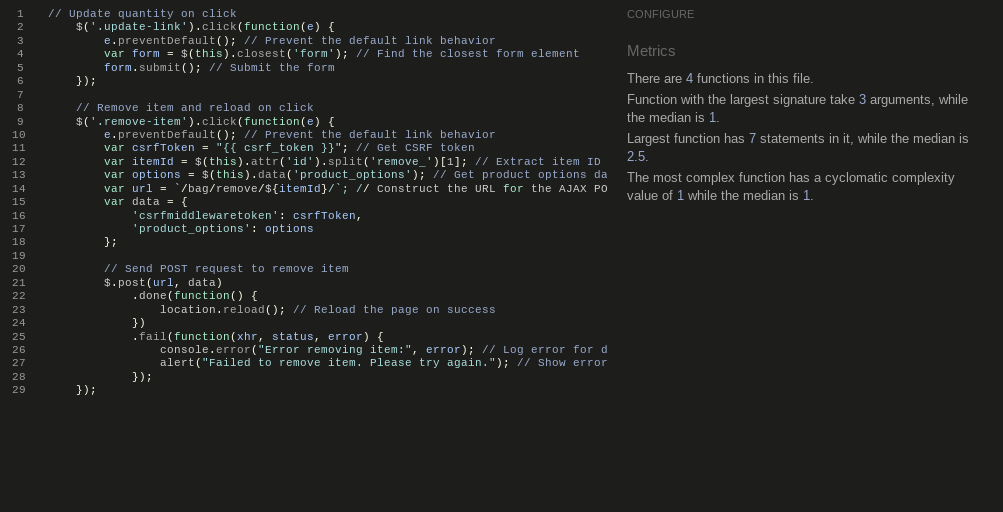 1 // Update quantity on click
2 $('.update-link').click(function(e) {
3 e.preventDefault(); // Prevent the default link behavior
4 var form = $(this).closest('form'); // Find the closest form element
5 form.submit(); // Submit the form
6 });
7
8 // Remove item and reload on click
9 $('.remove-item').click(function(e) {
10 e.preventDefault(); // Prevent the default link behavior
11 var csrfToken = "{{ csrf_token }}"; // Get CSRF token
12 var itemId = $(this).attr('id').split('remove_')[1]; // Extract item ID
13 var options = $(this).data('product_options'); // Get product options da
14 var url = `/bag/remove/${itemId}/`; // Construct the URL for the AJAX PO
15 var data = {
16 'csrfmiddlewaretoken': csrfToken,
17 'product_options': options
18 };
19
20 // Send POST request to remove item
21 $.post(url, data)
22 .done(function() {
23 location.reload(); // Reload the page on success
24 })
25 .fail(function(xhr, status, error) {
26 console.error("Error removing item:", error); // Log error for d
27 alert("Failed to remove item. Please try again."); // Show error
28 });
29 });
CONFIGURE
Metrics
There are 4 functions in this file.
Function with the largest signature take 3 arguments, while
the median is 1.
Largest function has 7 statements in it, while the median is
2.5.
The most complex function has a cyclomatic complexity
value of 1 while the median is 1.